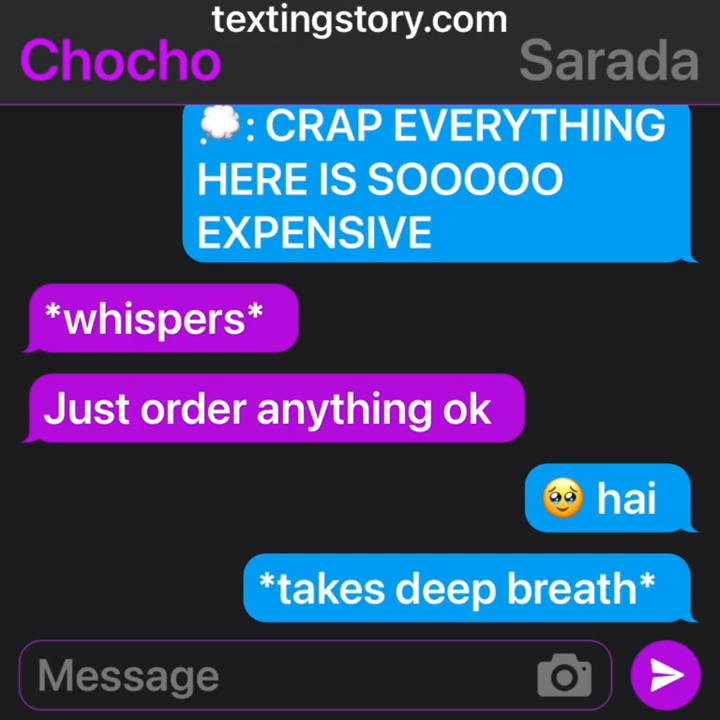 textingstory.com
Chocho
Sarada
💭: CRAP EVERYTHING
HERE IS SOOOOO
EXPENSIVE
*whispers*
Just order anything ok
🥹 hai
*takes deep breath*
Message